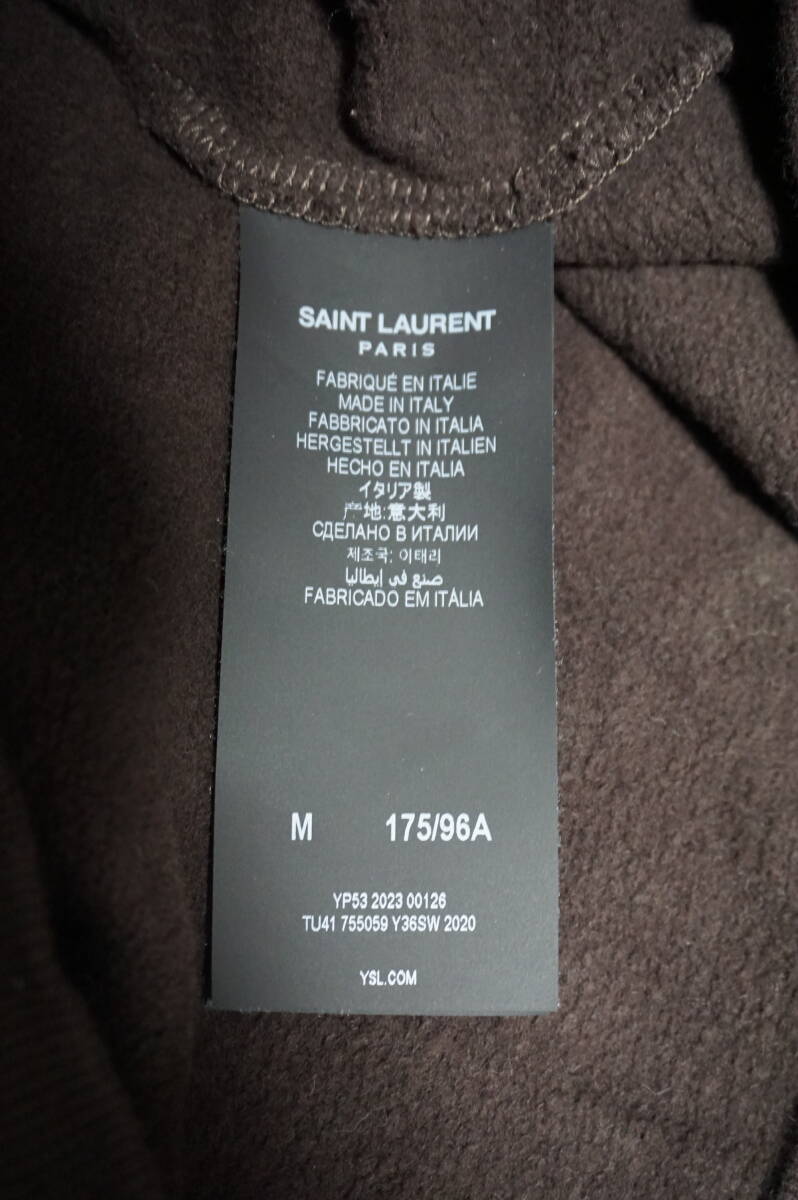 SAINT LAURENT
PARIS
FABRIQUÉ EN ITALIE
MADE IN ITALY
FABBRICATO IN ITALIA
HERGESTELLT IN ITALIEN
HECHO EN ITALIA
イタリア製
产地:意大利
СДЕЛАНО В ИТАЛИИ
제조국: 이태리
صنع في إيطاليا
FABRICADO EM ITÁLIA
M 175/96A
YP53 2023 00126
TU41 755059 Y36SW 2020
YSL.COM